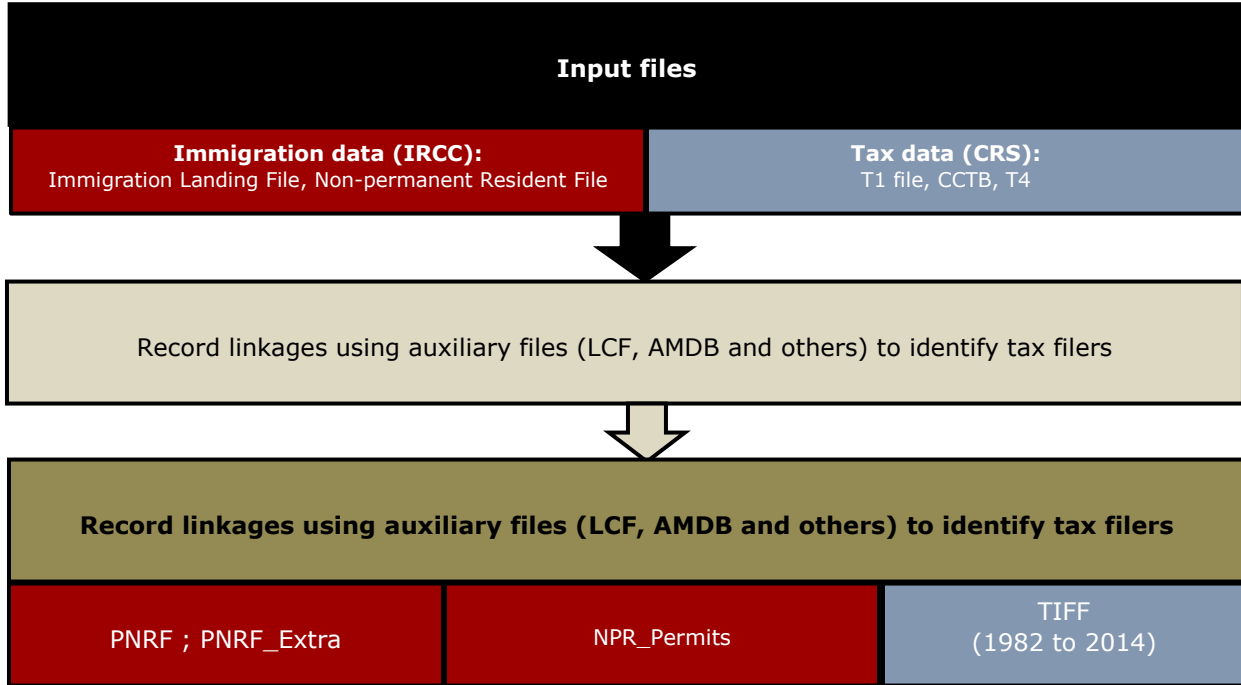 Input files
Immigration data (IRCC):
Immigration Landing File, Non-permanent Resident File
Tax data (CRS):
T1 file, CCTB, T4
Record linkages using auxiliary files (LCF, AMDB and others) to identify tax filers
Record linkages using auxiliary files (LCF, AMDB and others) to identify tax filers
PNRF ; PNRF_Extra
NPR_Permits
TIFF
(1982 to 2014)